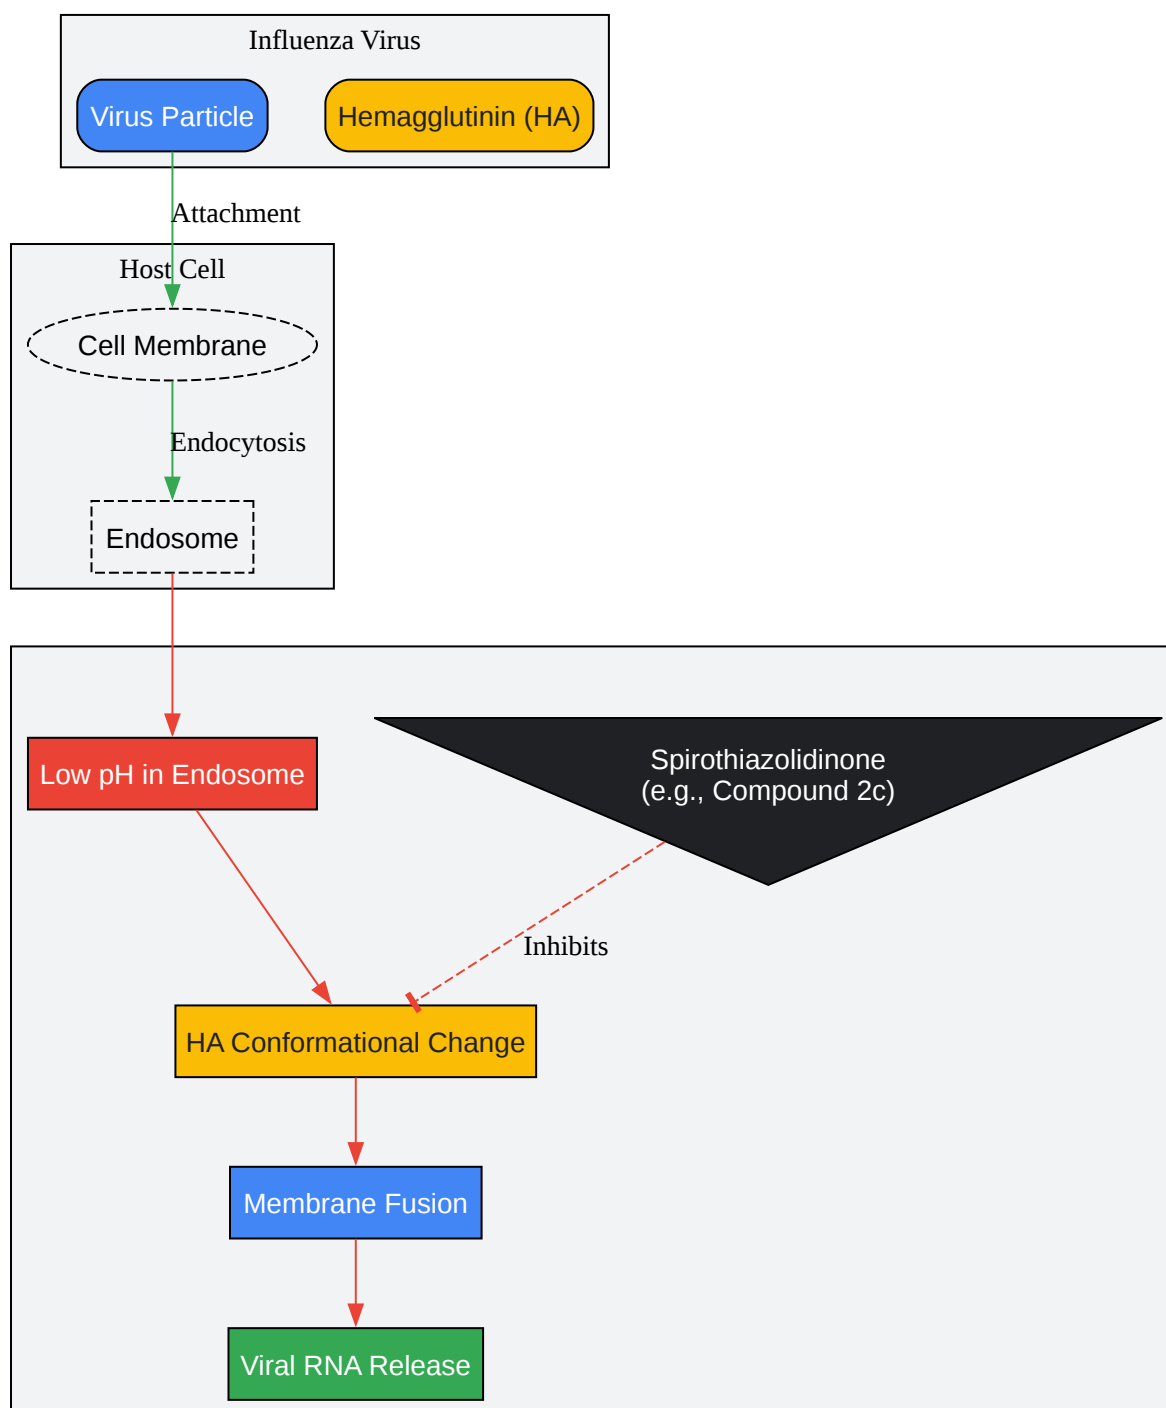 Influenza Virus
Virus Particle
Hemagglutinin (HA)
Attachment
Host Cell
Cell Membrane
Endocytosis
Endosome
Low pH in Endosome
Spirothiazolidinone
(e.g., Compound 2c)
Inhibits
HA Conformational Change
Membrane Fusion
Viral RNA Release